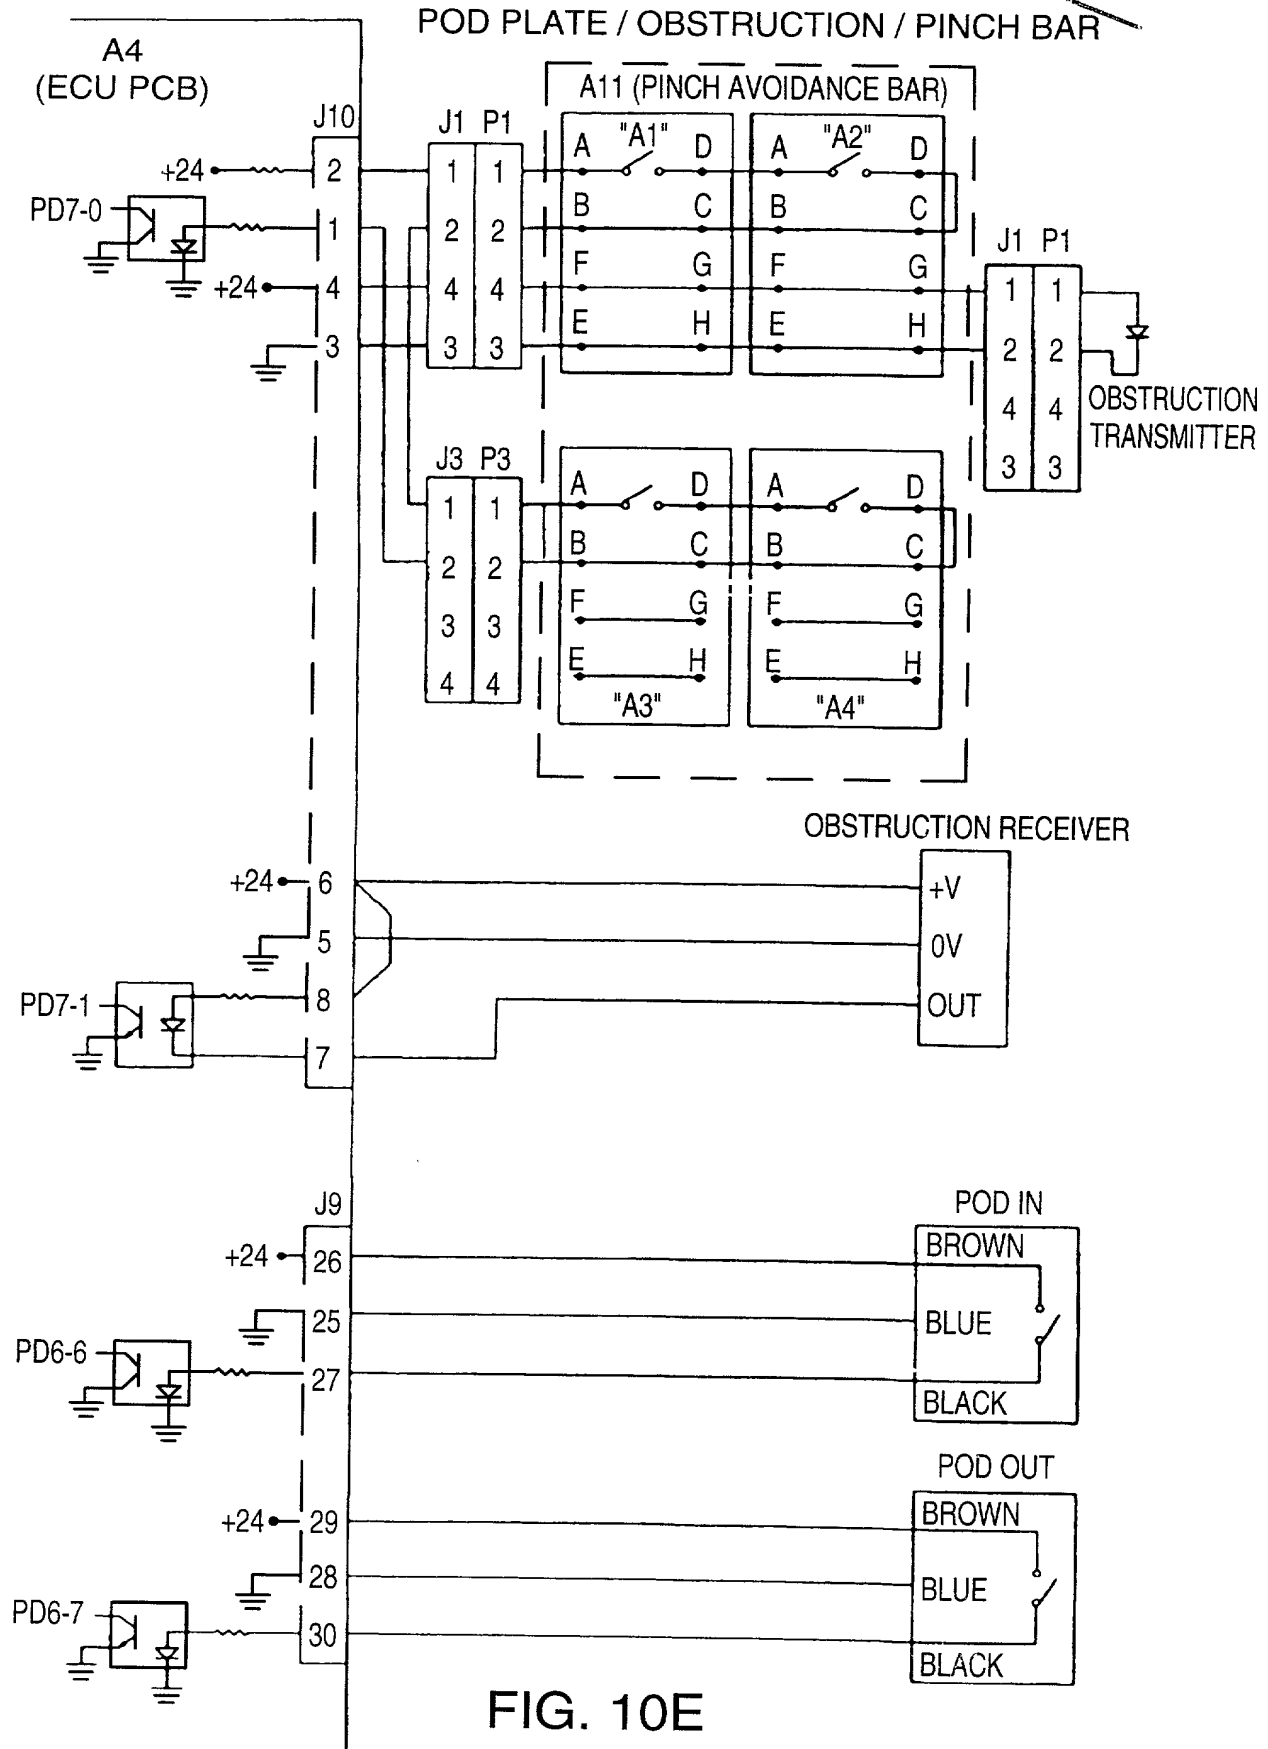 POD PLATE / OBSTRUCTION / PINCH BAR
A4
(ECU PCB)
A11 (PINCH AVOIDANCE BAR)
J10
J1 P1
A "A1" D
A "A2" D
+24 2 1 1
PD7-0
B C B C
1 2 2
J1 P1
F G F G
+24 4 4 4
1 1
E H E H
3 3 3
2 2
4 4
OBSTRUCTION
TRANSMITTER
3 3
J3 P3
A D A D
1 1
B C B C
2 2
F G F G
3 3
E H E H
4 4
"A3" "A4"
OBSTRUCTION RECEIVER
+24 6 +V
5 0V
PD7-1 8 OUT
7
J9
POD IN
+24 26 BROWN
25 BLUE
PD6-6
27
BLACK
POD OUT
+24 29 BROWN
28 BLUE
PD6-7
30
BLACK
FIG. 10E